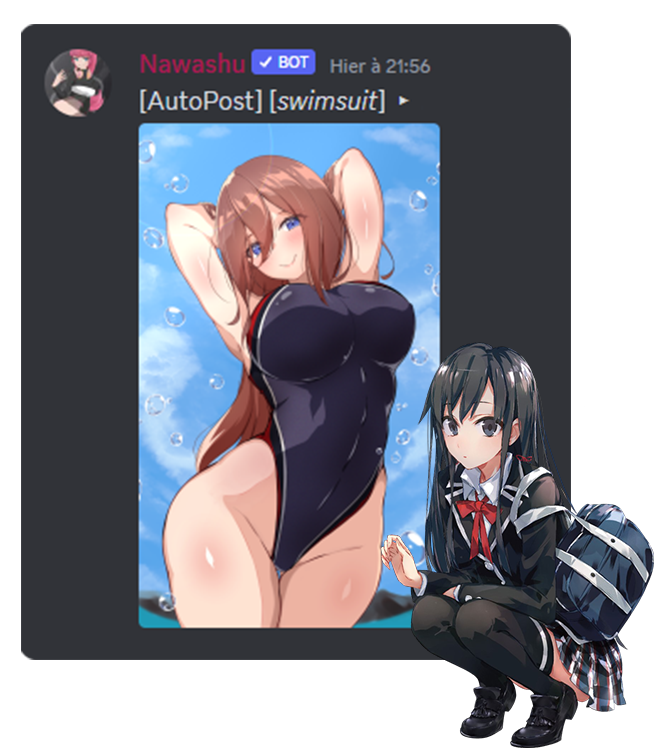 Nawashu ✓ BOT Hier à 21:56
[AutoPost] [swimsuit] ▸